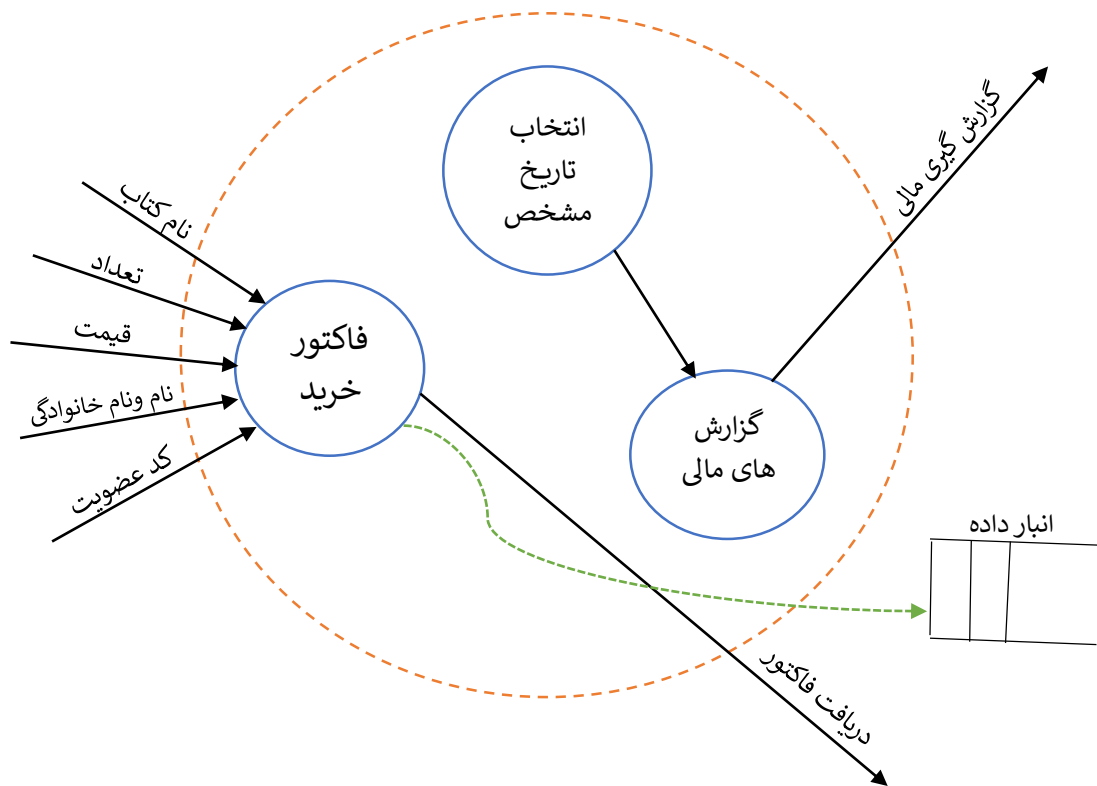 انتخاب
تاریخ
مشخص
گزارش گیری مالی
نام کتاب
تعداد
قیمت
نام ونام خانوادگی
کد عضویت
فاکتور
خرید
گزارش
های مالی
انبار داده
دریافت فاکتور